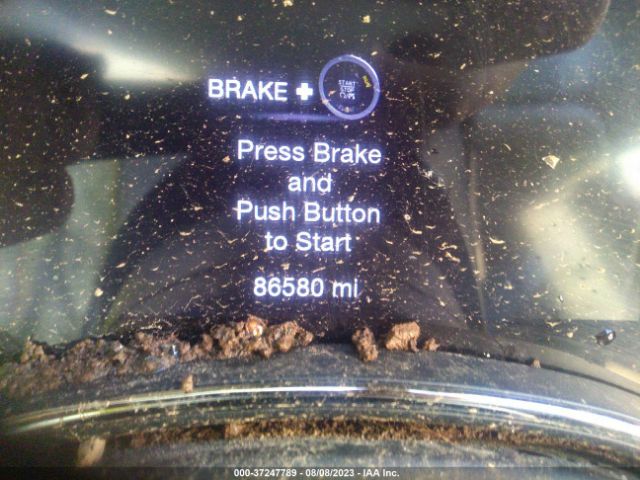 BRAKE +
START
STOP
Press Brake
and
Push Button
to Start
86580 mi
000-37247789 - 08/08/2023 - IAA Inc.